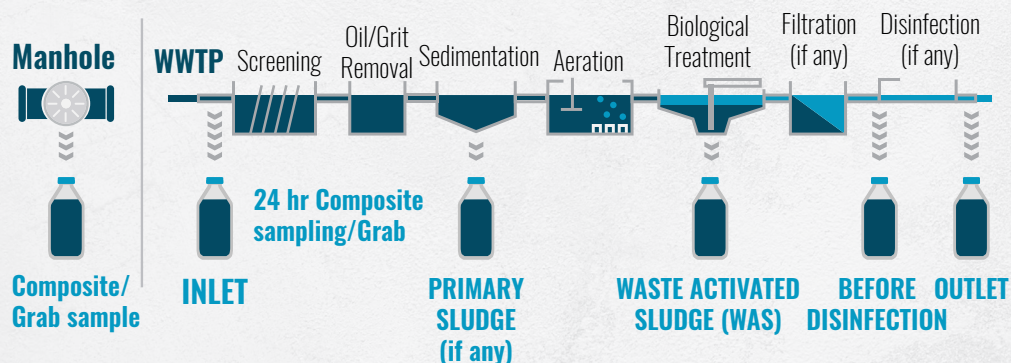 Manhole
Composite/
Grab sample
WWTP
Screening
Oil/Grit
Removal
Sedimentation
Aeration
Biological
Treatment
Filtration
(if any)
Disinfection
(if any)
24 hr Composite
sampling/Grab
INLET
PRIMARY
SLUDGE
(if any)
WASTE ACTIVATED
SLUDGE (WAS)
BEFORE
DISINFECTION
OUTLET